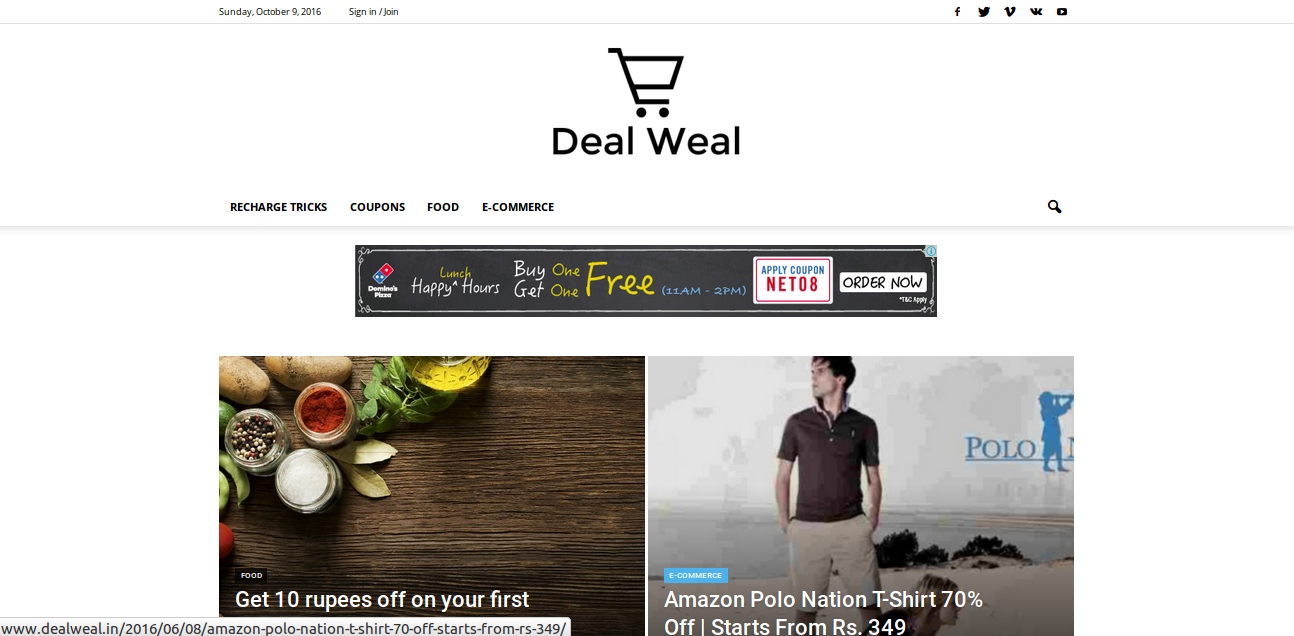 Sunday, October 9, 2016 Sign in / Join
Deal Weal
RECHARGE TRICKS COUPONS FOOD E-COMMERCE
Domino's
Pizza
Lunch
Happy^Hours
Buy One
Get One
Free
(11AM - 2PM)
APPLY COUPON
NET08
ORDER NOW
*T&C Apply
POLO N
FOOD
Get 10 rupees off on your first
E-COMMERCE
Amazon Polo Nation T-Shirt 70%
Off | Starts From Rs. 349
www.dealweal.in/2016/06/08/amazon-polo-nation-t-shirt-70-off-starts-from-rs-349/